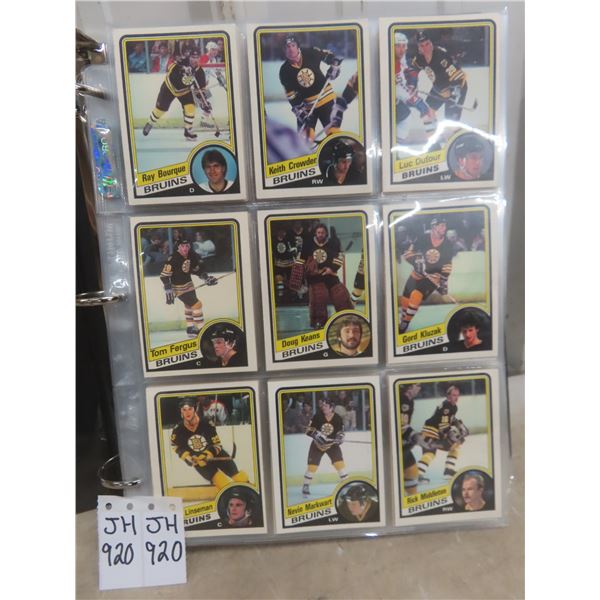 Ray Bourque
BRUINS
D
Keith Crowder
BRUINS
RW
Luc Dufour
BRUINS
LW
Tom Fergus
BRUINS
C
Doug Keans
BRUINS
G
Gord Kluzak
BRUINS
D
Linseman
BRUINS
C
Nevin Markwart
BRUINS
LW
Rick Middleton
BRUINS
RW
JH
920
JH
920